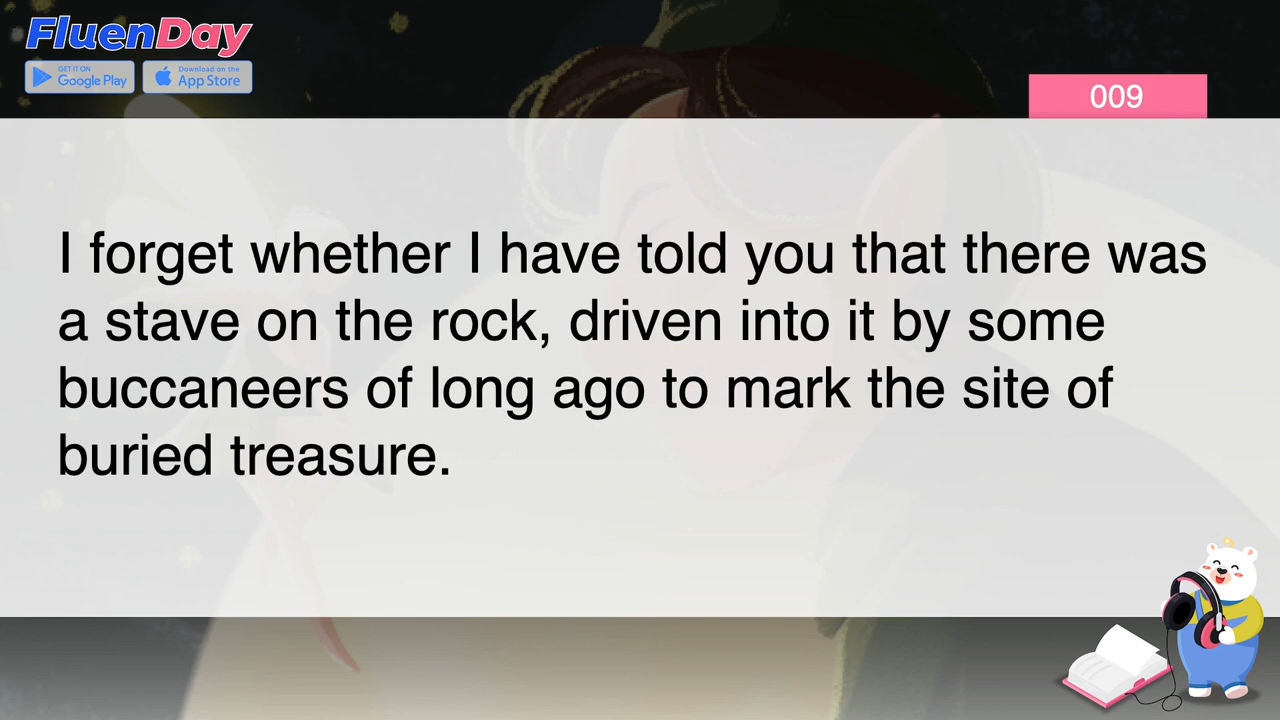 FluenDay
GET IT ON
Google Play
Download on the
App Store
009
I forget whether I have told you that there was
a stave on the rock, driven into it by some
buccaneers of long ago to mark the site of
buried treasure.